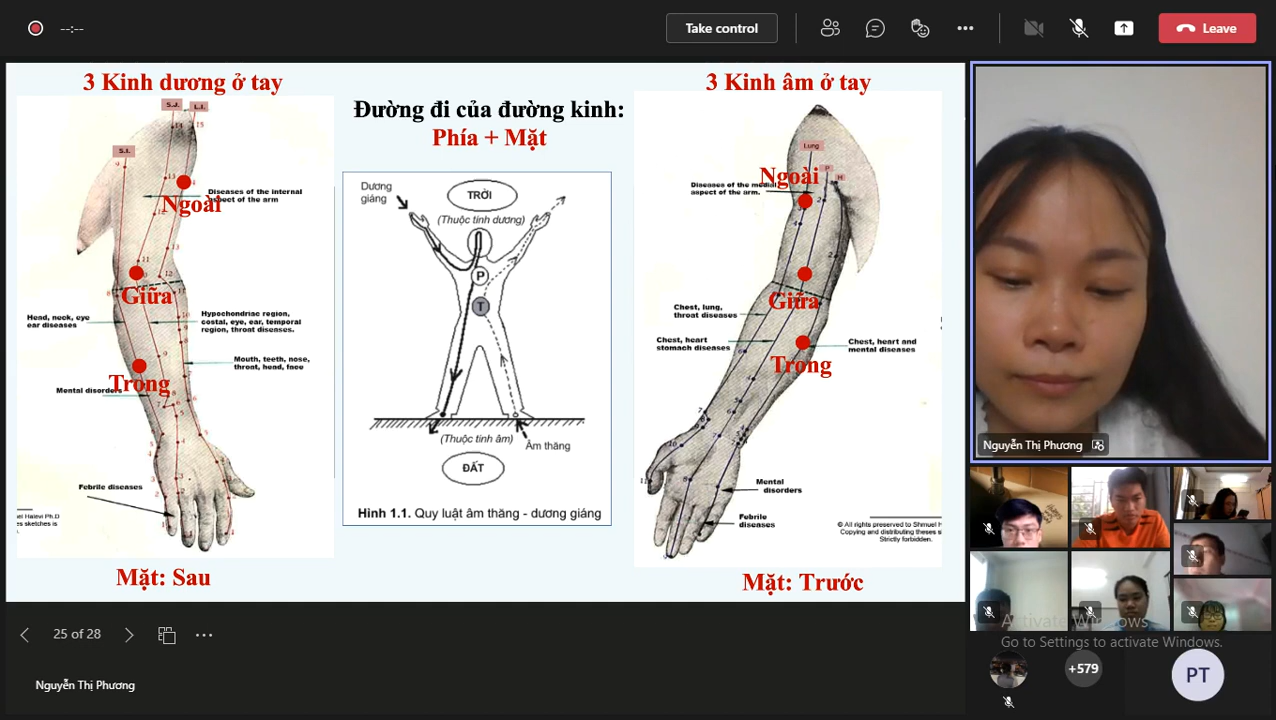 --:--
Take control
Leave
3 Kinh dương ở tay
S.J.
L.I.
S.I.
Diseases of the internal
aspect of the arm
Ngoài
Giữa
Head, neck, eye
ear diseases
Hypochondriac region,
costal, eye, ear, temporal
region, throat diseases.
Mouth, teeth, nose,
throat, head, face
Trong
Mental disorders
Febrile diseases
Mặt: Sau
Đường đi của đường kinh:
Phía + Mặt
Dương
giáng
TRỜI
(Thuộc tính dương)
P
T
(Thuộc tính âm)
Âm thăng
ĐẤT
Hình 1.1. Quy luật âm thăng - dương giáng
3 Kinh âm ở tay
Lung
P
H
Ngoài
Diseases of the medial
aspect of the arm.
Giữa
Chest, lung,
throat diseases
Chest, heart
stomach diseases
Chest, heart and
mental diseases
Trong
Mental
disorders
Febrile
diseases
© All rights preserved to Shmuel H
Copying and distributing theses s
Strictly forbidden.
Mặt: Trước
Nguyễn Thị Phương
25 of 28
Nguyễn Thị Phương
Activate Windows
Go to Settings to activate Windows.
+579
PT